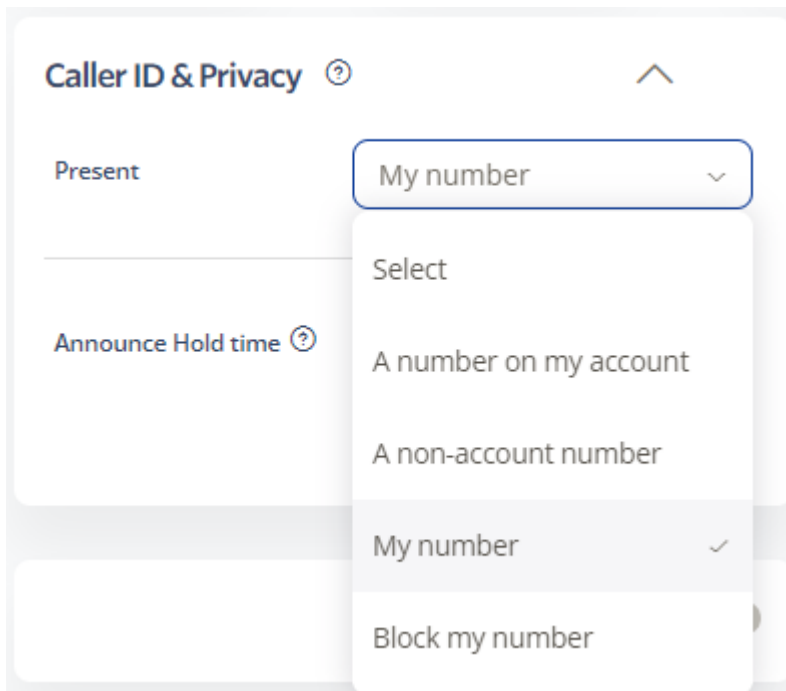 Caller ID & Privacy
Present
My number
Select
Announce Hold time
A number on my account
A non-account number
My number
Block my number